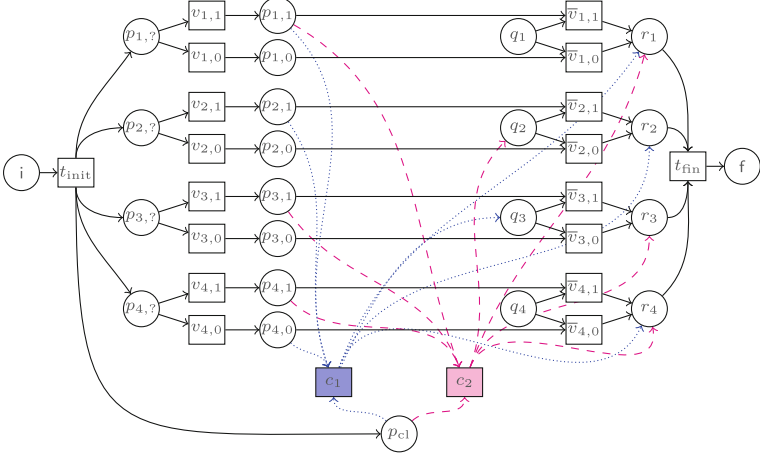 v₁,₁ p₁,₁ v̅₁,₁
p₁,? q₁ r₁
v₁,₀ p₁,₀ v̅₁,₀
v₂,₁ p₂,₁ v̅₂,₁
p₂,? q₂ r₂
v₂,₀ p₂,₀ v̅₂,₀
i t_init t_fin f
v₃,₁ p₃,₁ v̅₃,₁
p₃,? q₃ r₃
v₃,₀ p₃,₀ v̅₃,₀
v₄,₁ p₄,₁ v̅₄,₁
p₄,? q₄ r₄
v₄,₀ p₄,₀ v̅₄,₀
c₁ c₂
p_cl